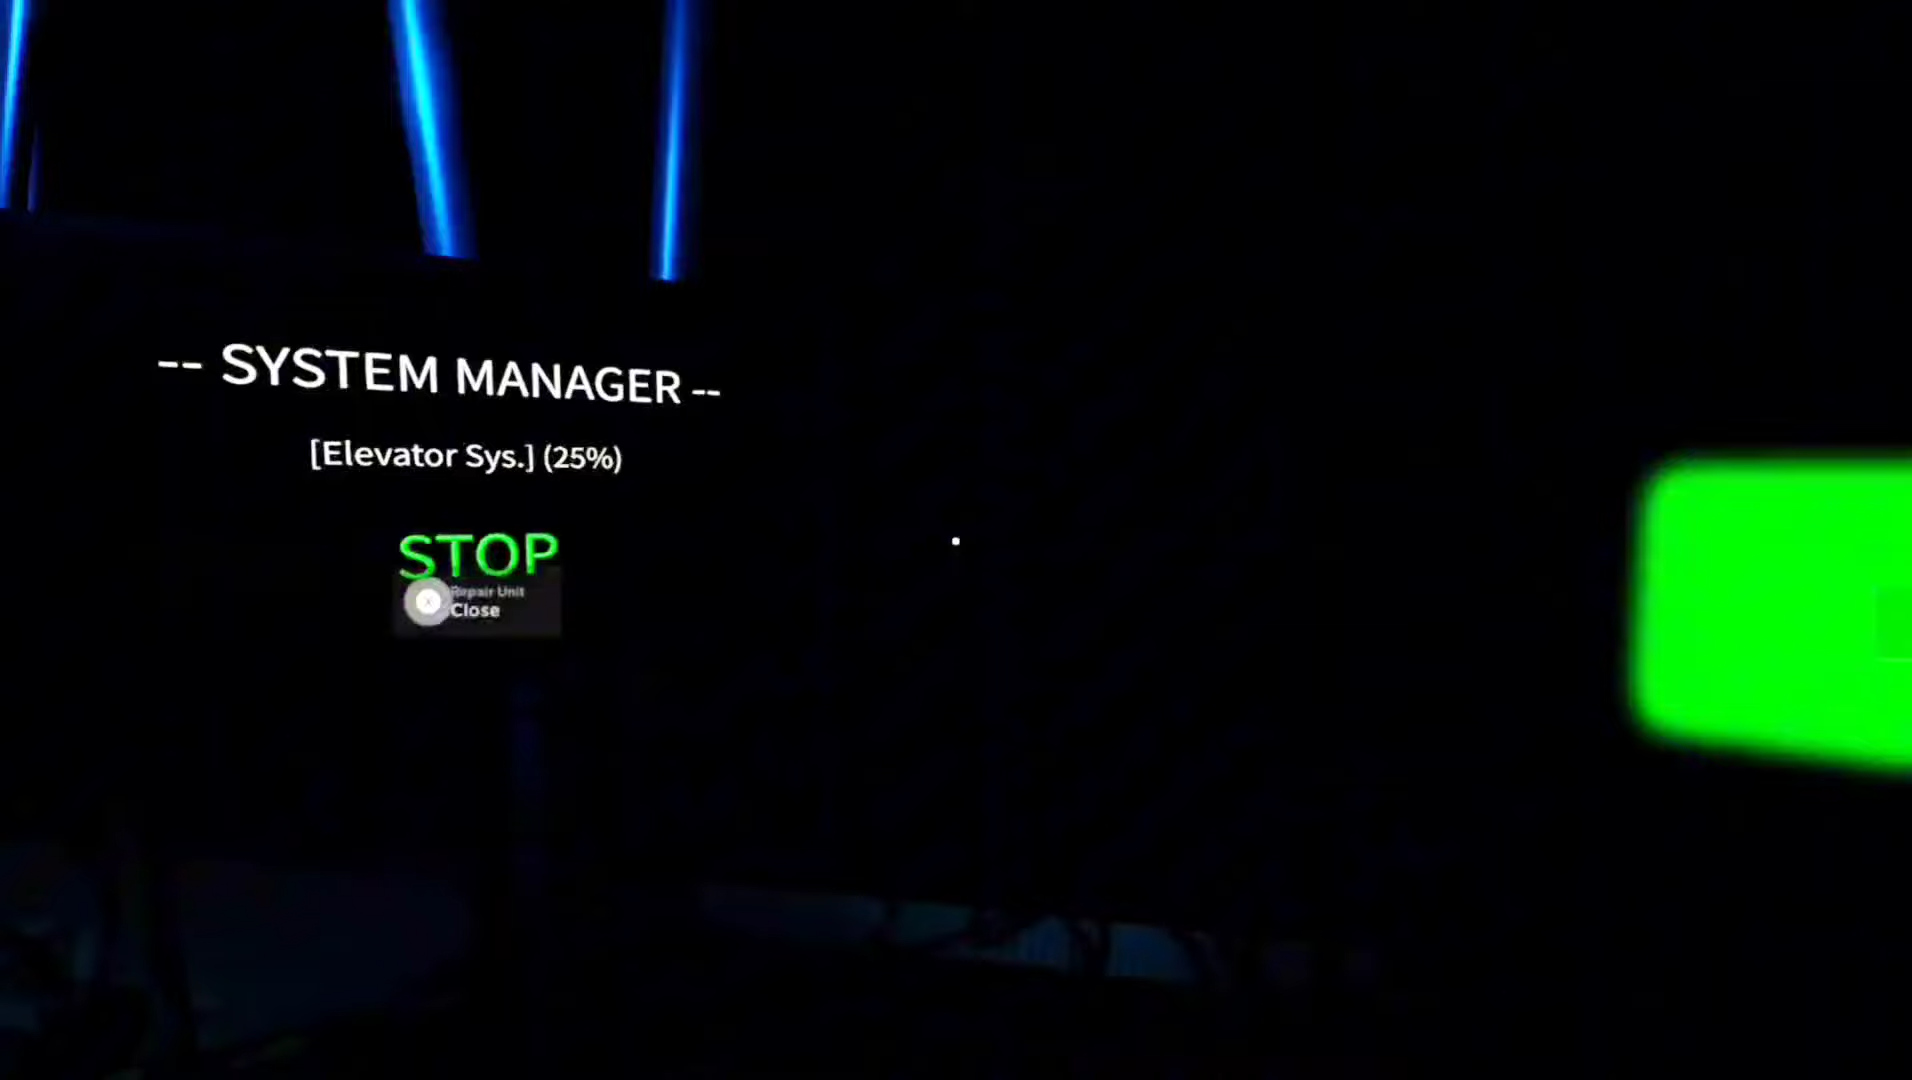 -- SYSTEM MANAGER --
[Elevator Sys.] (25%)
STOP
X
Repair Unit
Close